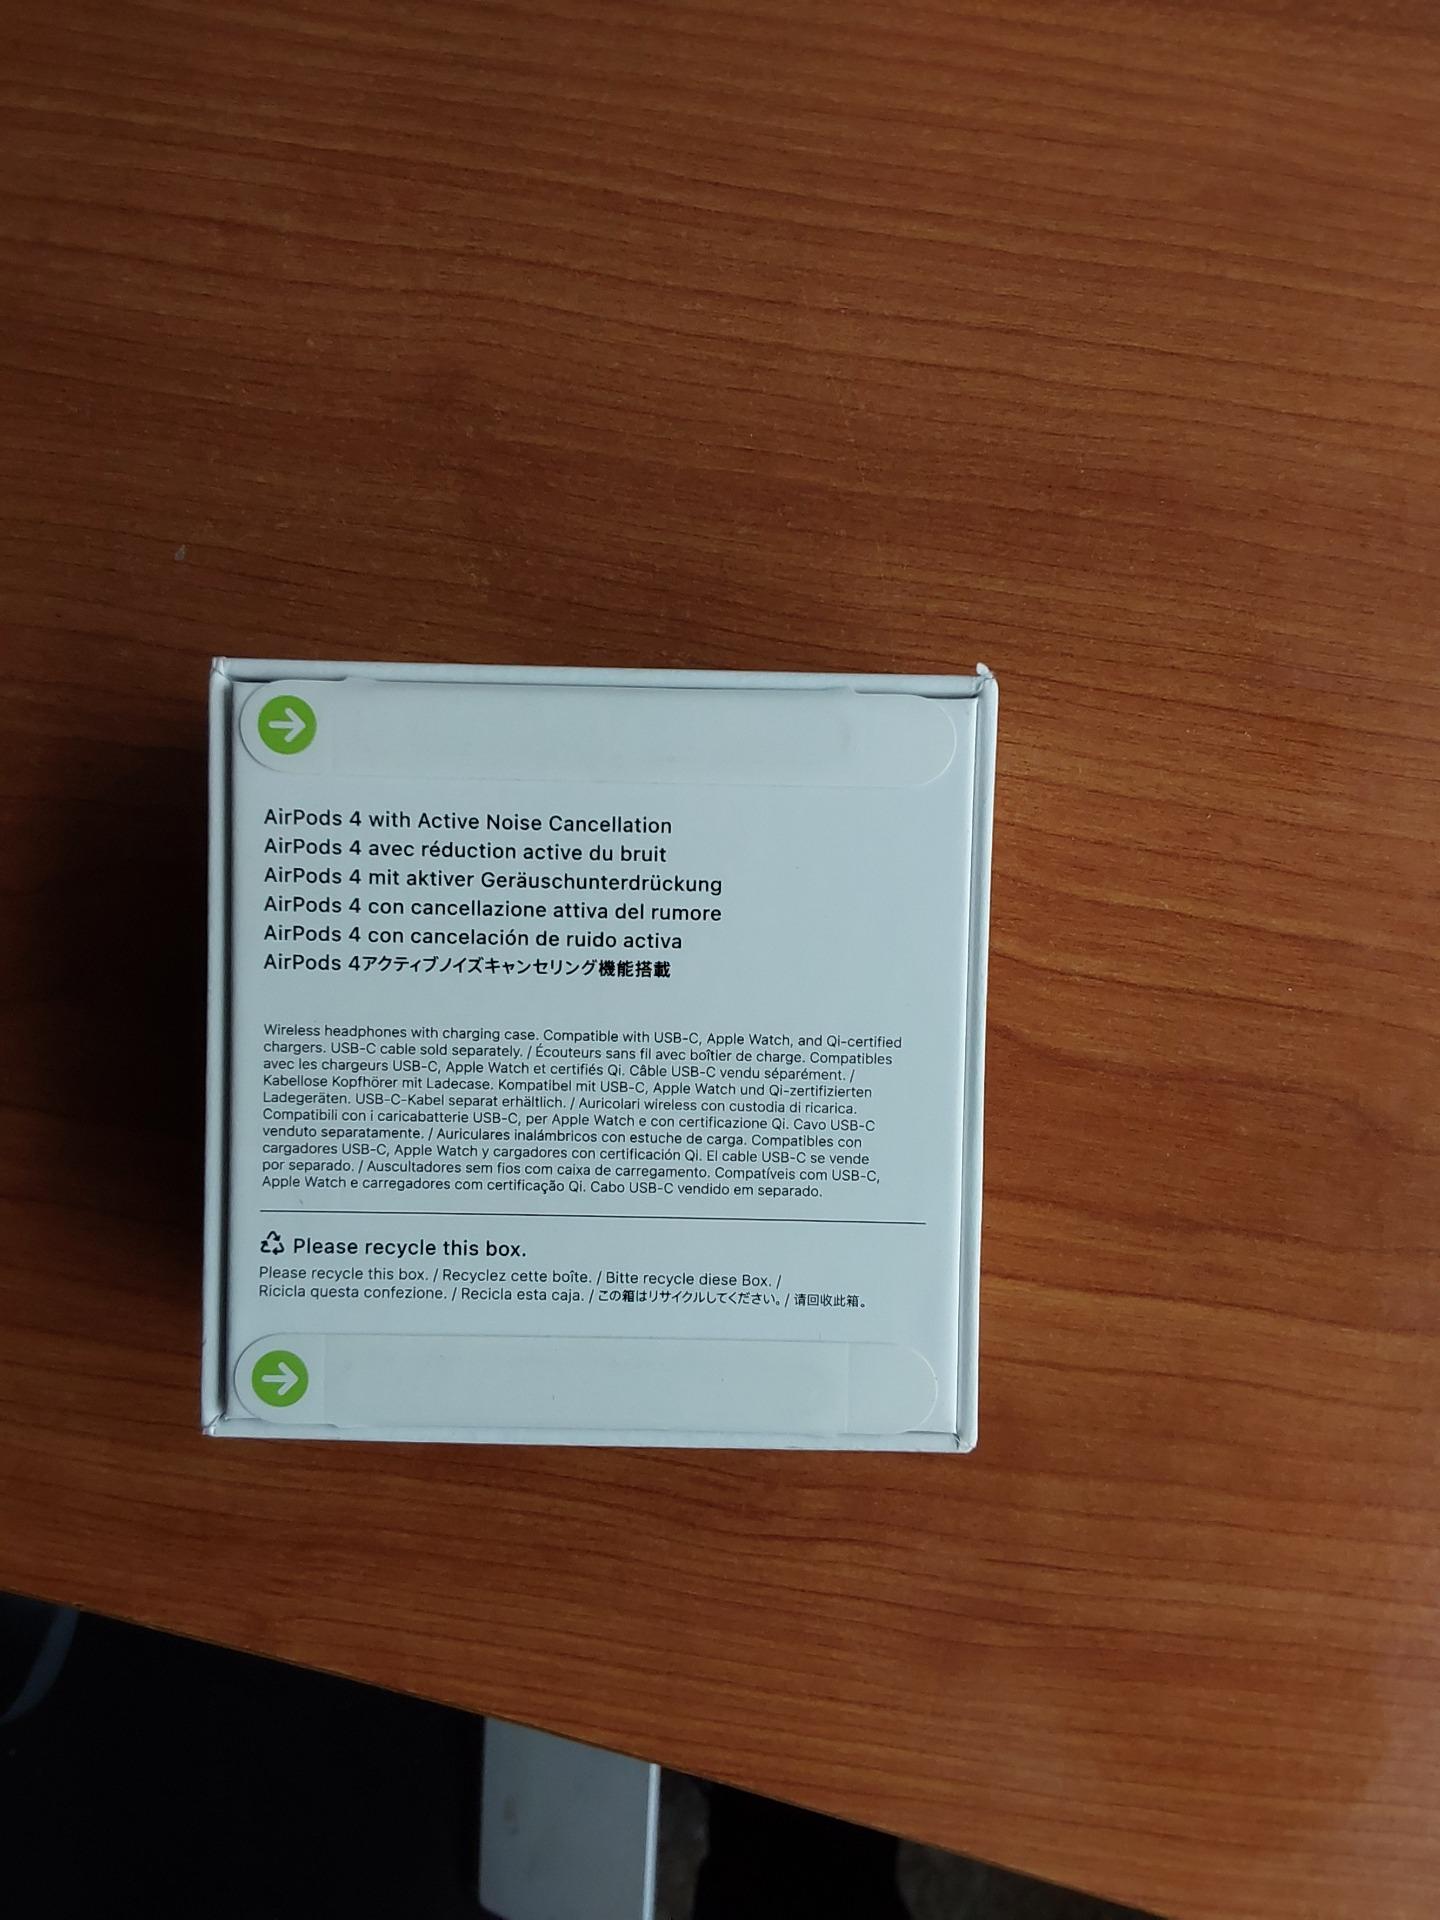 AirPods 4 with Active Noise Cancellation
AirPods 4 avec réduction active du bruit
AirPods 4 mit aktiver Geräuschunterdrückung
AirPods 4 con cancellazione attiva del rumore
AirPods 4 con cancelación de ruido activa
AirPods 4アクティブノイズキャンセリング機能搭載
Wireless headphones with charging case. Compatible with USB-C, Apple Watch, and Qi-certified
chargers. USB-C cable sold separately. / Écouteurs sans fil avec boîtier de charge. Compatibles
avec les chargeurs USB-C, Apple Watch et certifiés Qi. Câble USB-C vendu séparément. /
Kabellose Kopfhörer mit Ladecase. Kompatibel mit USB-C, Apple Watch und Qi-zertifizierten
Ladegeräten. USB-C-Kabel separat erhältlich. / Auricolari wireless con custodia di ricarica.
Compatibili con i caricabatterie USB-C, per Apple Watch e con certificazione Qi. Cavo USB-C
venduto separatamente. / Auriculares inalámbricos con estuche de carga. Compatibles con
cargadores USB-C, Apple Watch y cargadores con certificación Qi. El cable USB-C se vende
por separado. / Auscultadores sem fios com caixa de carregamento. Compatíveis com USB-C,
Apple Watch e carregadores com certificação Qi. Cabo USB-C vendido em separado.
Please recycle this box.
Please recycle this box. / Recyclez cette boîte. / Bitte recycle diese Box. /
Ricicla questa confezione. / Recicla esta caja. / この箱はリサイクルしてください。/ 请回收此箱。